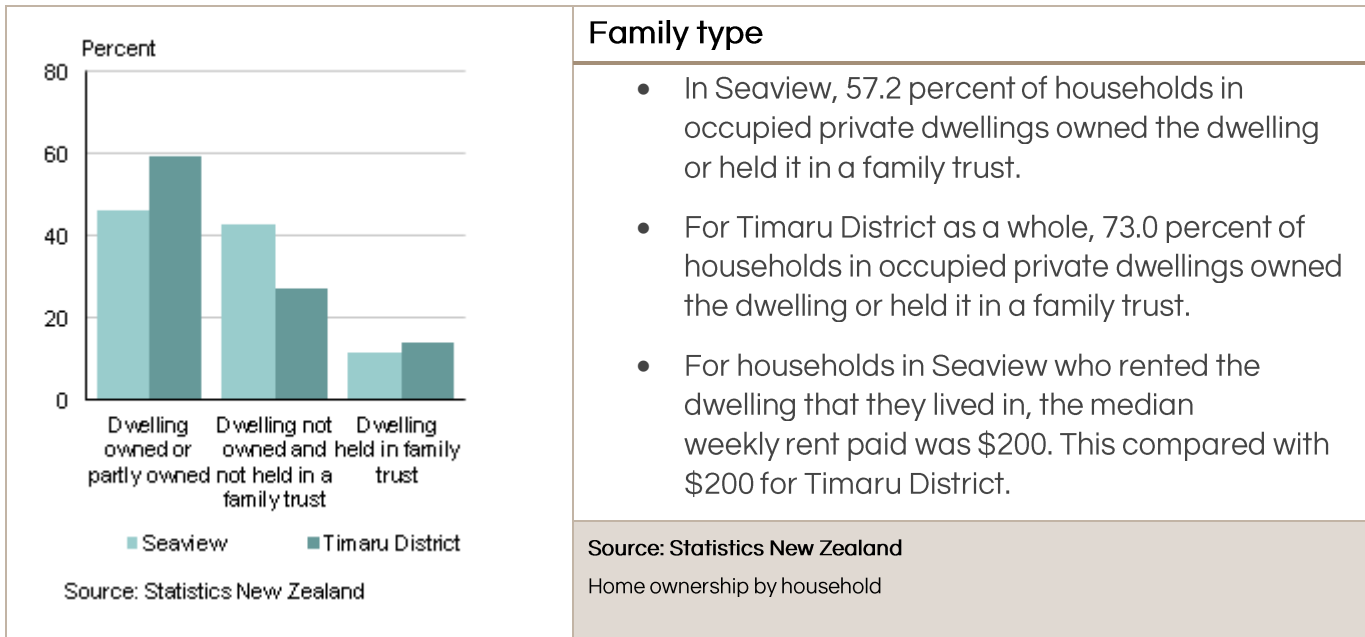 Percent
80
60
40
20
0
Dwelling owned or partly owned
Dwelling not owned and not held in a family trust
Dwelling held in family trust
Seaview
Timaru District
Source: Statistics New Zealand
Family type
• In Seaview, 57.2 percent of households in
occupied private dwellings owned the dwelling
or held it in a family trust.
• For Timaru District as a whole, 73.0 percent of
households in occupied private dwellings owned
the dwelling or held it in a family trust.
• For households in Seaview who rented the
dwelling that they lived in, the median
weekly rent paid was $200. This compared with
$200 for Timaru District.
Source: Statistics New Zealand
Home ownership by household